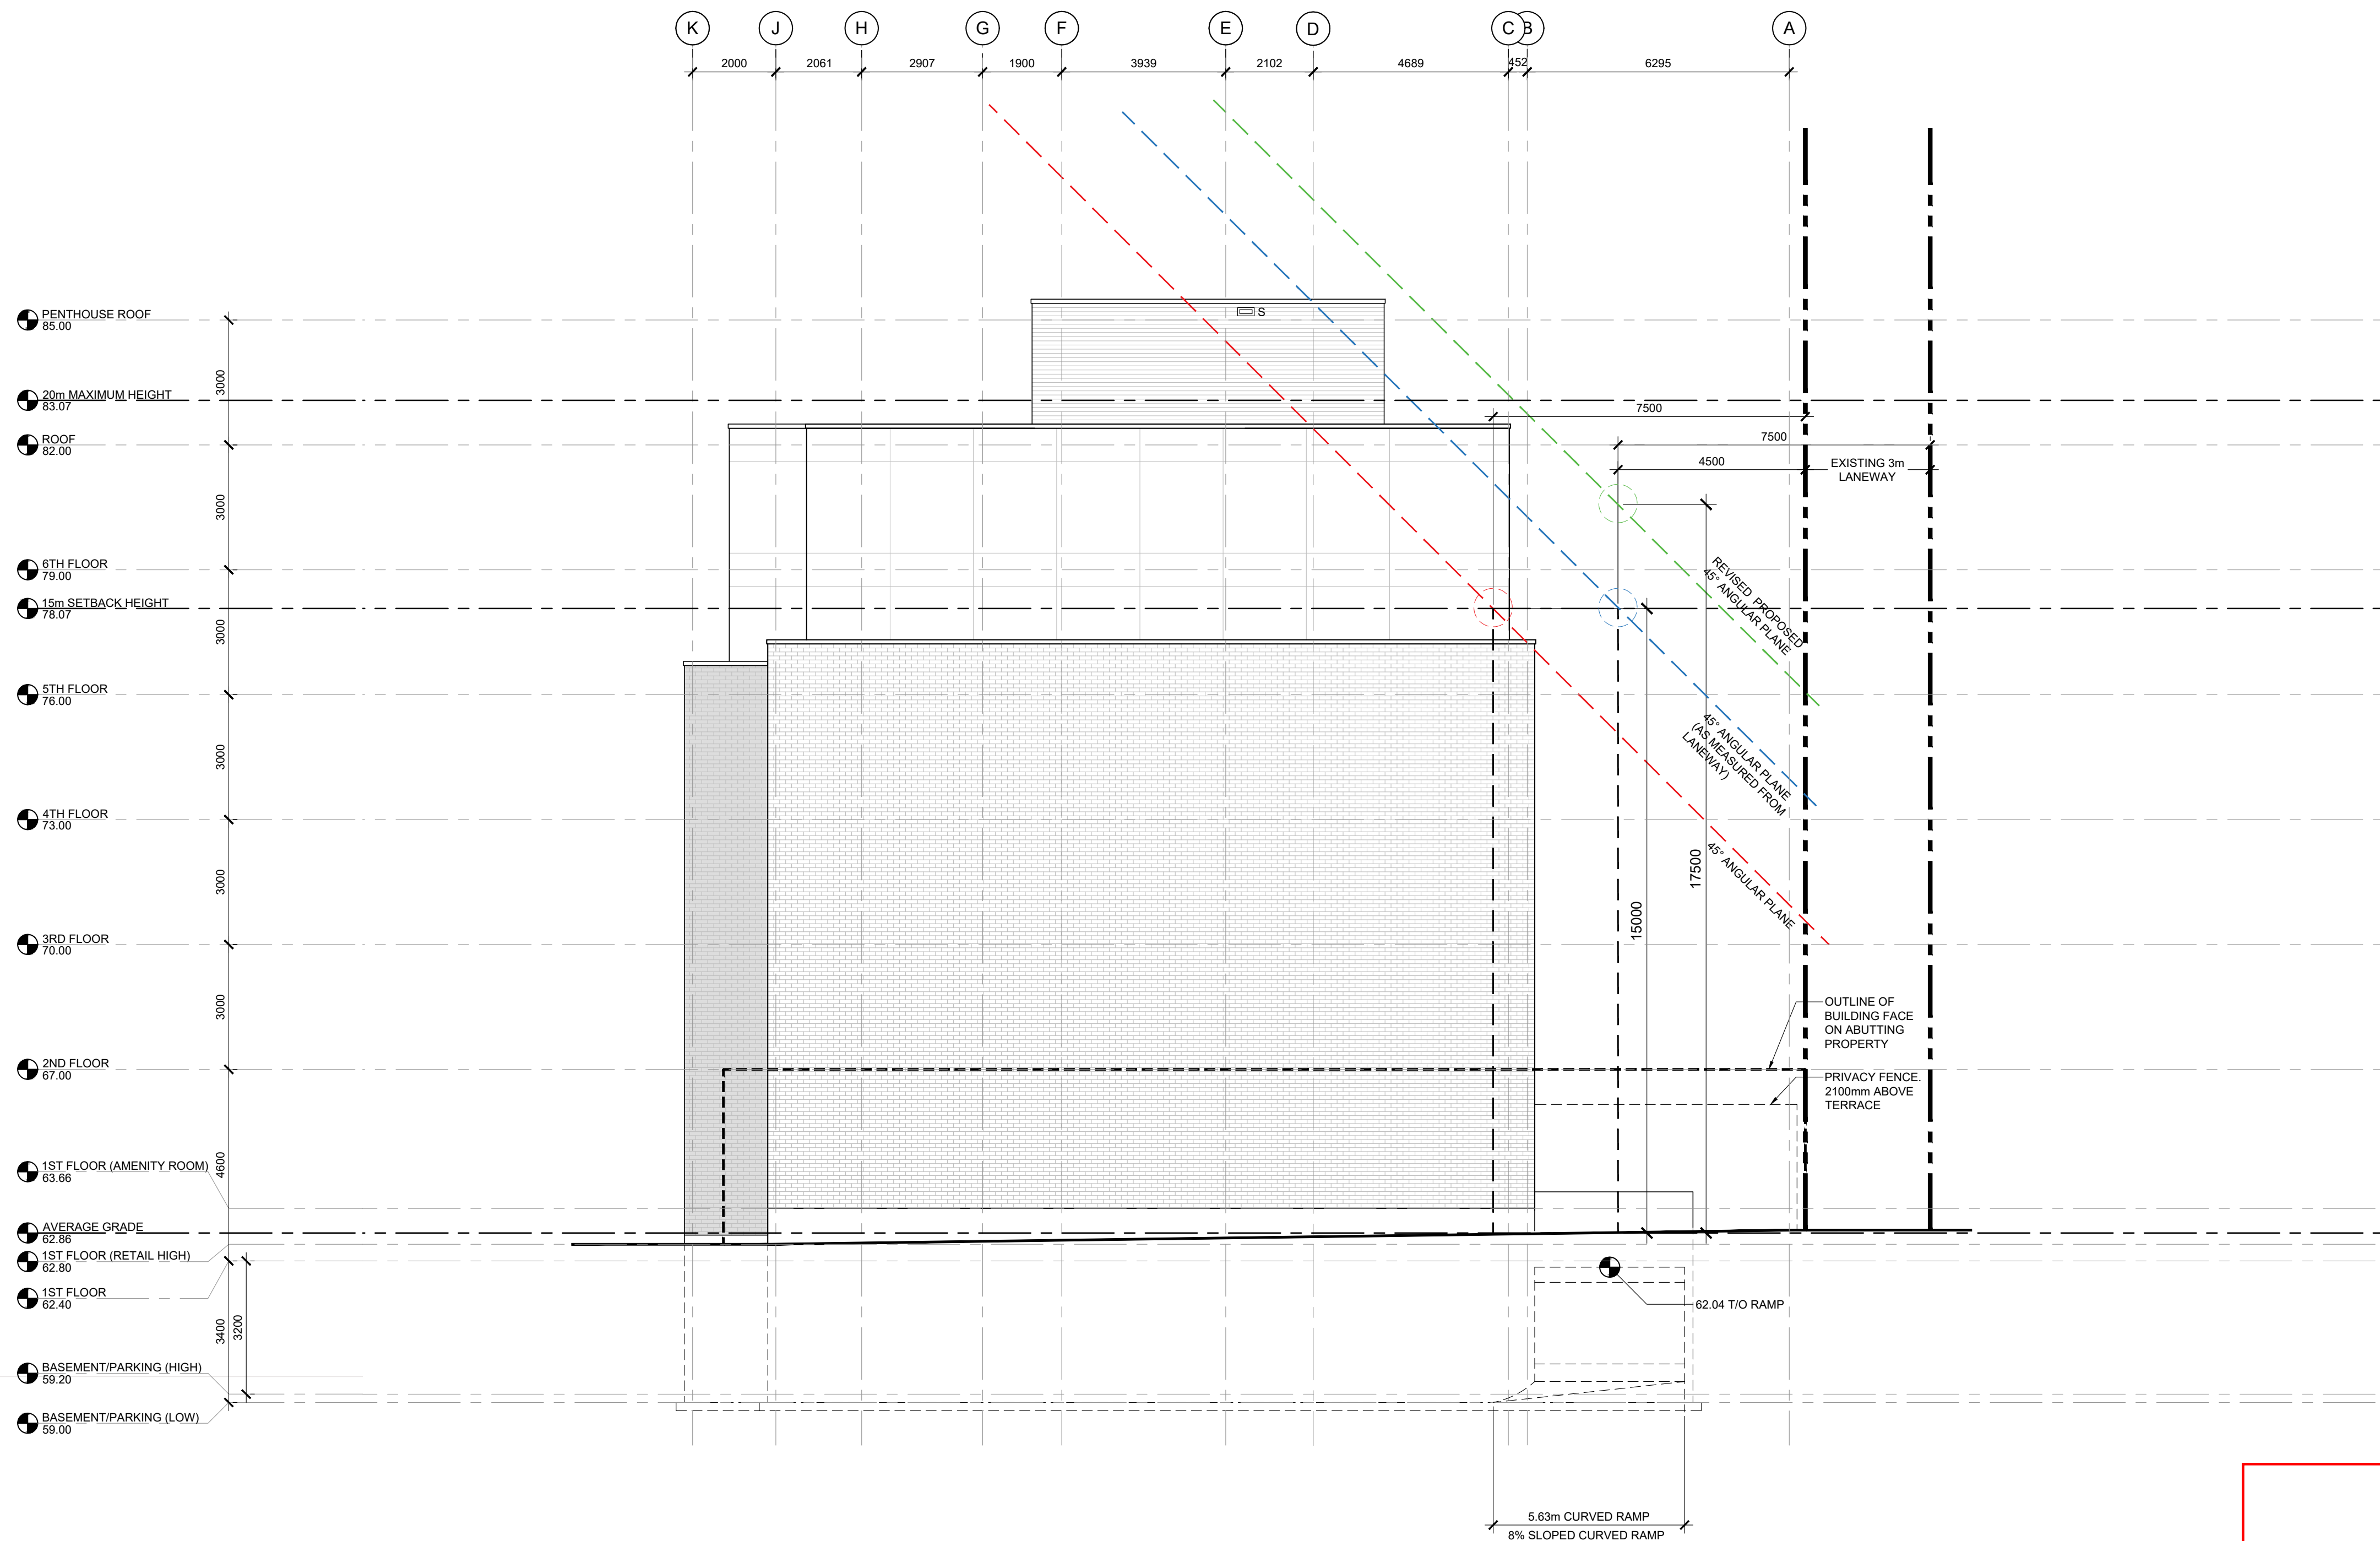 K
J
H
G
F
E
D
C
B
A
2000
2061
2907
1900
3939
2102
4689
452
6295
PENTHOUSE ROOF
85.00
S
3000
20m MAXIMUM HEIGHT
83.07
7500
ROOF
82.00
7500
4500
EXISTING 3m
LANEWAY
3000
6TH FLOOR
79.00
REVISED PROPOSED
45° ANGULAR PLANE
15m SETBACK HEIGHT
78.07
3000
5TH FLOOR
76.00
45° ANGULAR PLANE
(AS MEASURED FROM
LANEWAY)
3000
4TH FLOOR
73.00
45° ANGULAR PLANE
17500
15000
3000
3RD FLOOR
70.00
3000
OUTLINE OF
BUILDING FACE
ON ABUTTING
PROPERTY
2ND FLOOR
67.00
PRIVACY FENCE.
2100mm ABOVE
TERRACE
4600
1ST FLOOR (AMENITY ROOM)
63.66
AVERAGE GRADE
62.86
1ST FLOOR (RETAIL HIGH)
62.80
1ST FLOOR
62.40
62.04 T/O RAMP
3400
3200
BASEMENT/PARKING (HIGH)
59.20
BASEMENT/PARKING (LOW)
59.00
5.63m CURVED RAMP
8% SLOPED CURVED RAMP